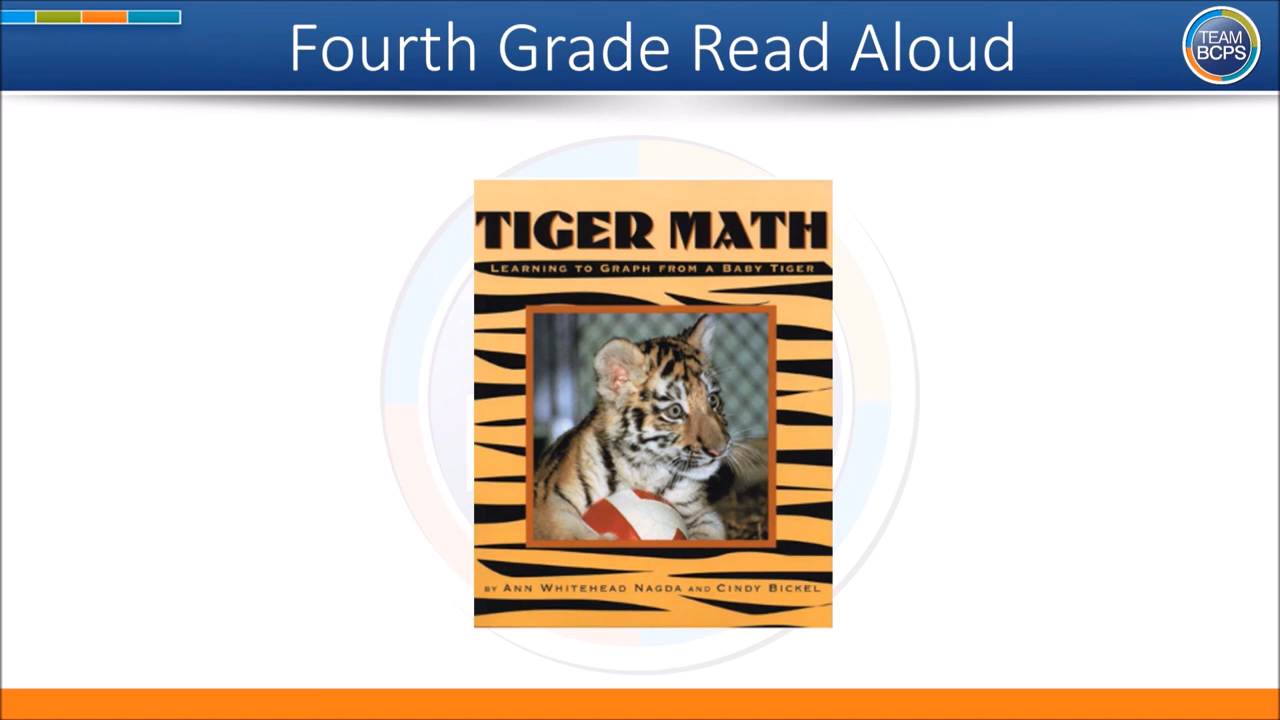 Fourth Grade Read Aloud
TEAM
BCPS
TIGER MATH
LEARNING TO GRAPH FROM A BABY TIGER
BY ANN WHITEHEAD NAGDA AND CINDY BICKEL